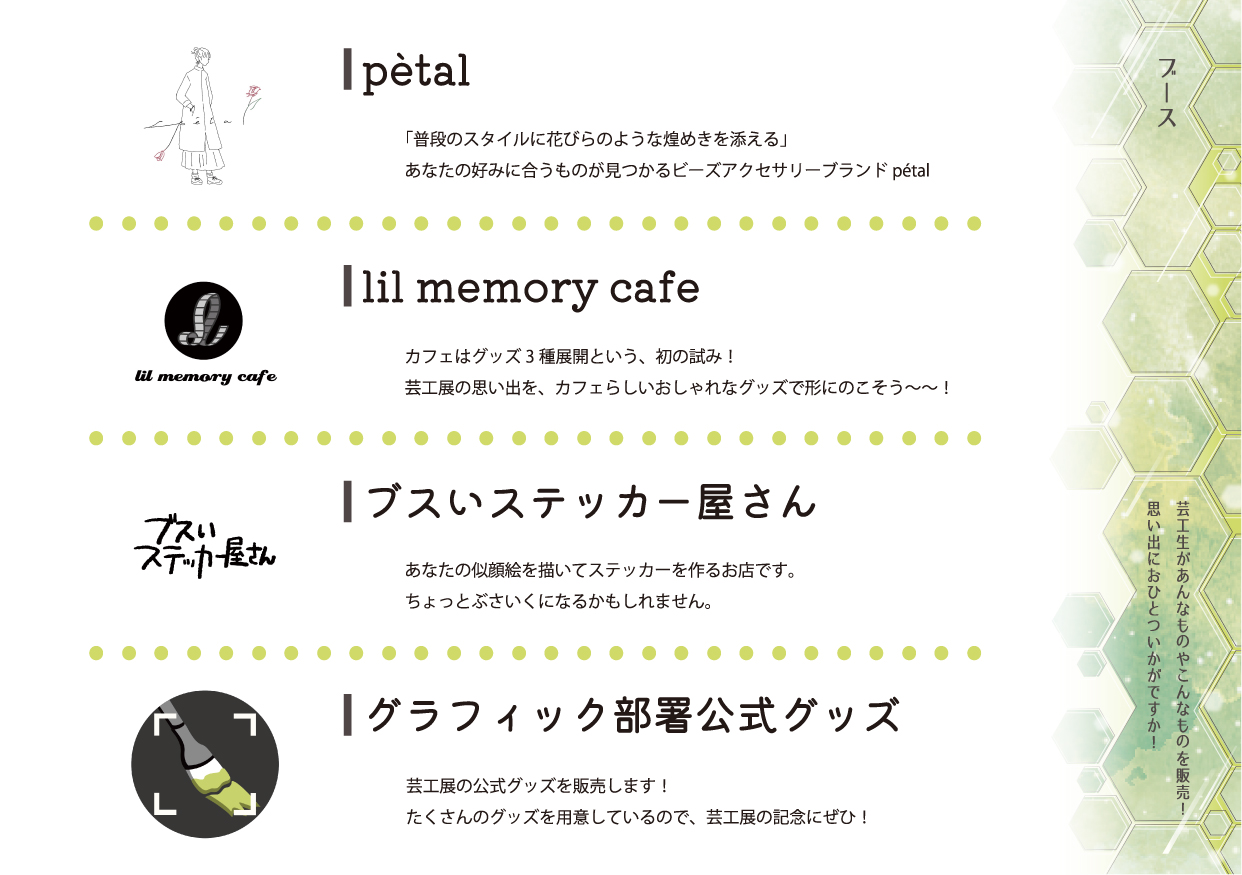 pètal
「普段のスタイルに花びらのような煌めきを添える」
あなたの好みに合うものが見つかるビーズアクセサリーブランド pétal
lil memory cafe
lil memory cafe
カフェはグッズ 3 種展開という、初の試み！
芸工展の思い出を、カフェらしいおしゃれなグッズで形にのこそう〜〜！
ブスいステッカー屋さん
ブスい
ステッカー屋さん
あなたの似顔絵を描いてステッカーを作るお店です。
ちょっとぶさいくになるかもしれません。
グラフィック部署公式グッズ
芸工展の公式グッズを販売します！
たくさんのグッズを用意しているので、芸工展の記念にぜひ！
ブース
芸工生があんなものやこんなものを販売！
思い出におひとついかがですか！